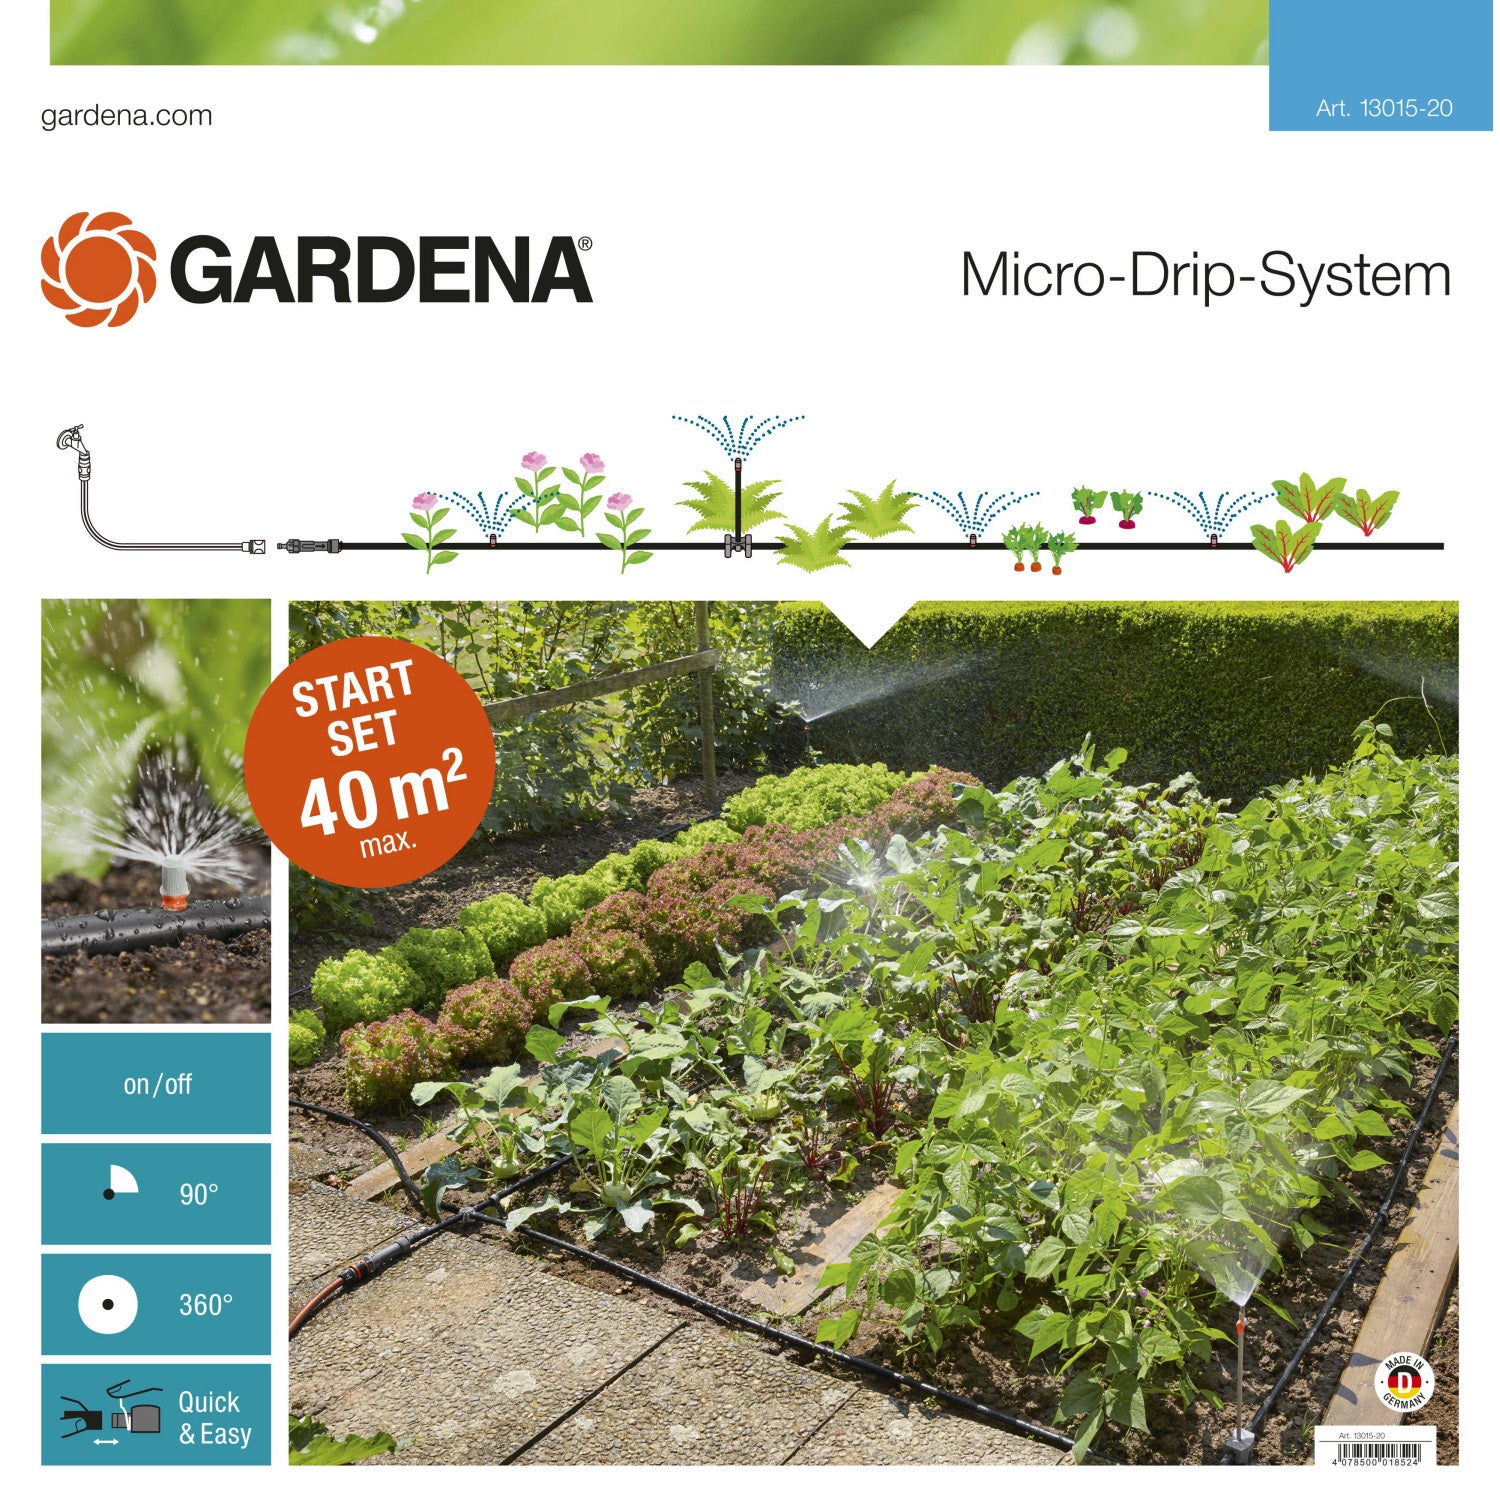 gardena.com
Art. 13015-20
GARDENA®
Micro-Drip-System
START
SET
40 m²
max.
on/off
90°
360°
Quick
& Easy
MADE IN
D
GERMANY
Art. 13015-20
4 078500 018524